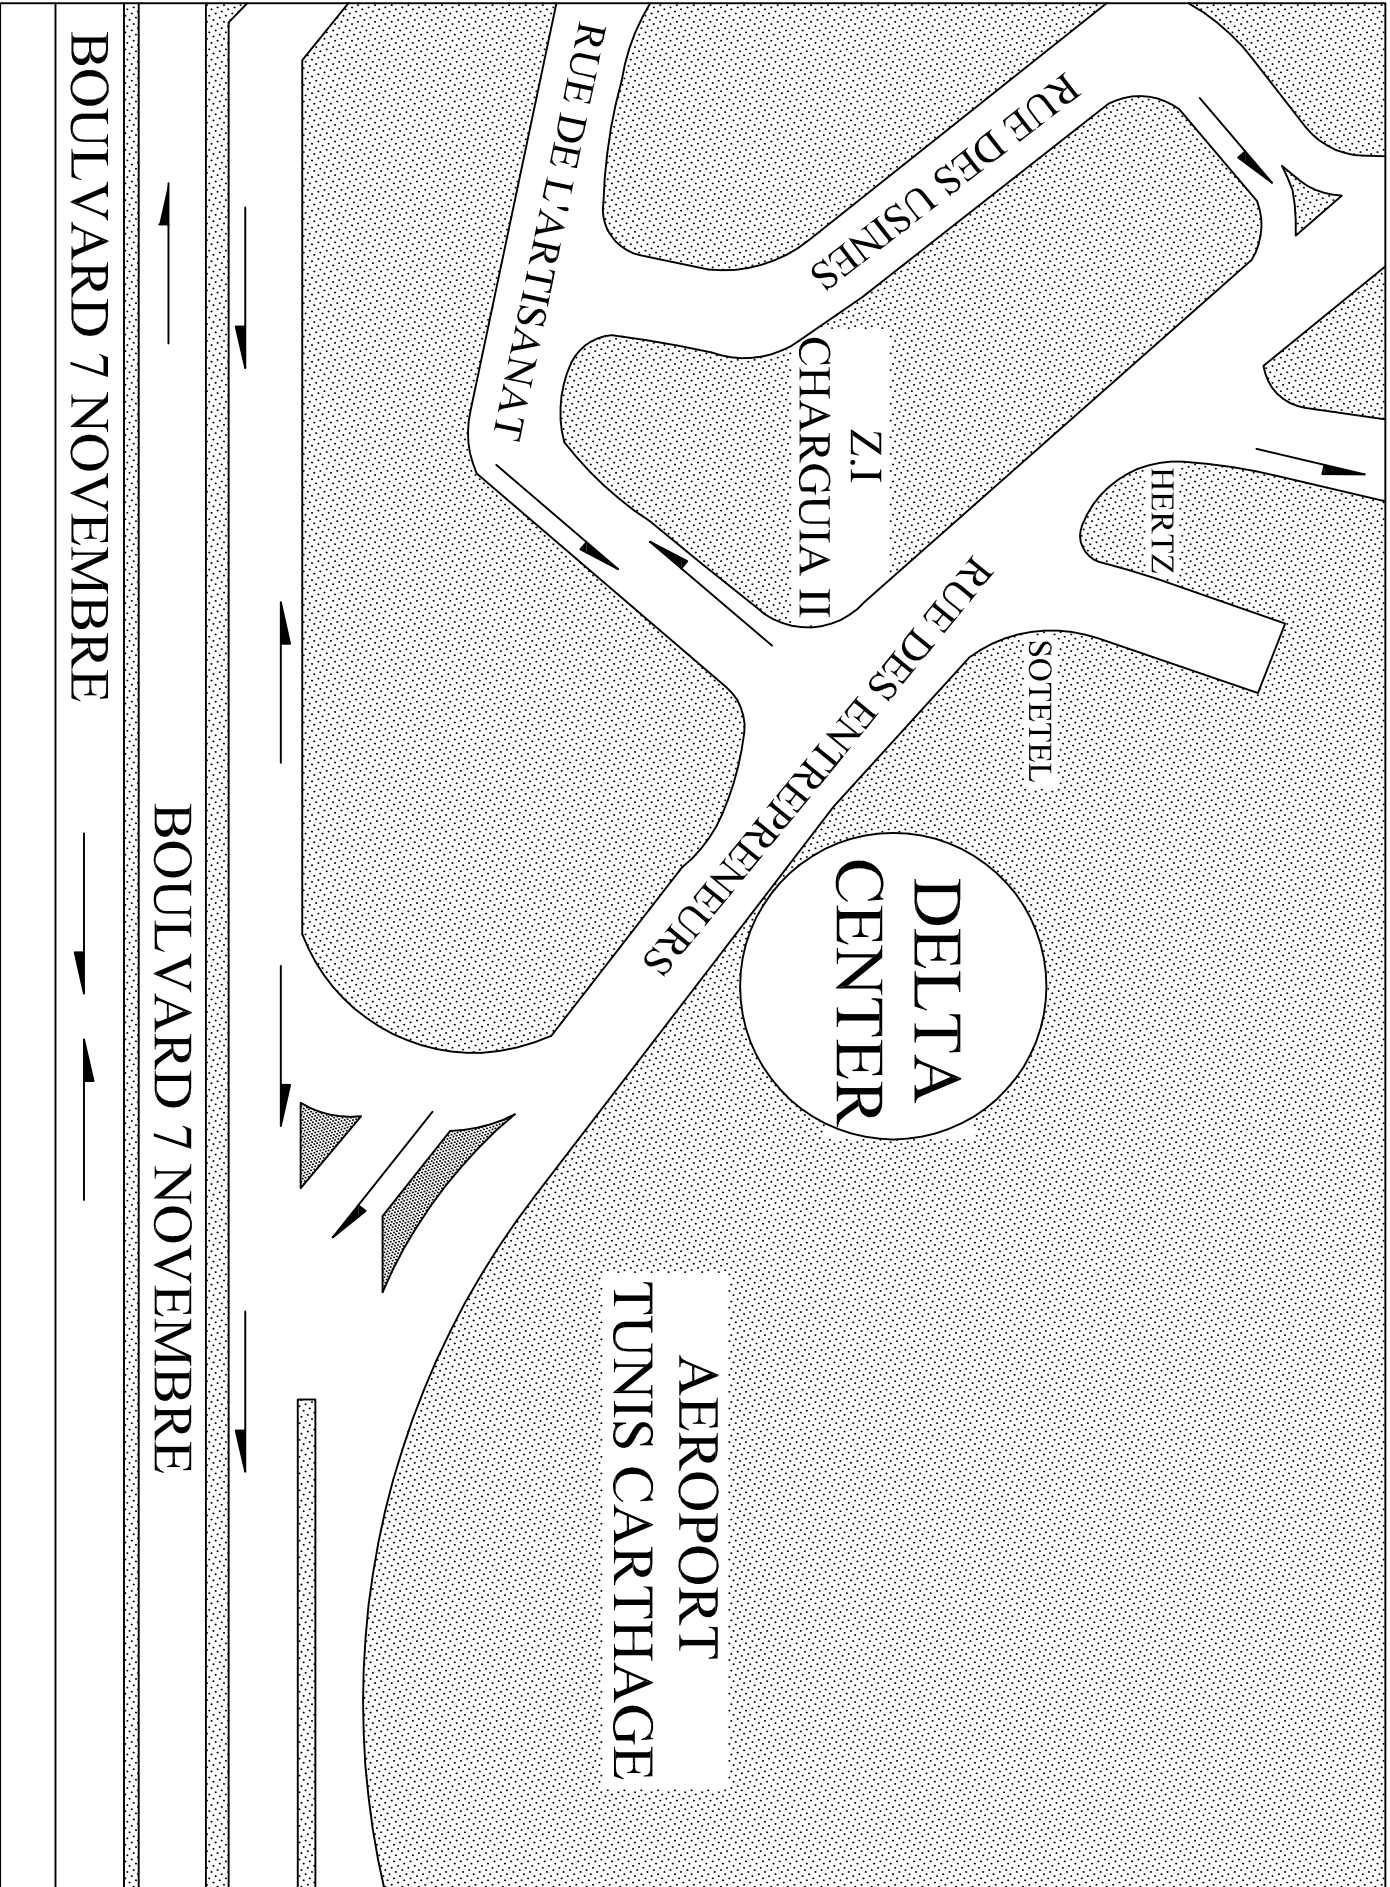 RUE DES USINES
RUE DE L'ARTISANAT
Z.I
CHARGUIA II
HERTZ
SOTETEL
RUE DES ENTREPRENEURS
DELTA
CENTER
AEROPORT
TUNIS CARTHAGE
BOULVARD 7 NOVEMBRE
BOULVARD 7 NOVEMBRE